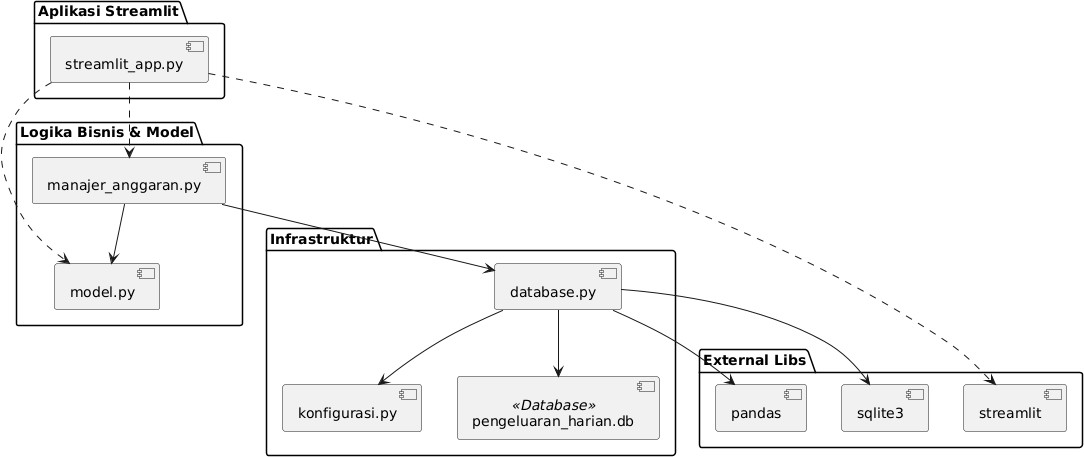 Aplikasi Streamlit
streamlit_app.py
Logika Bisnis & Model
manajer_anggaran.py
model.py
Infrastruktur
database.py
konfigurasi.py
«Database»
pengeluaran_harian.db
External Libs
pandas
sqlite3
streamlit